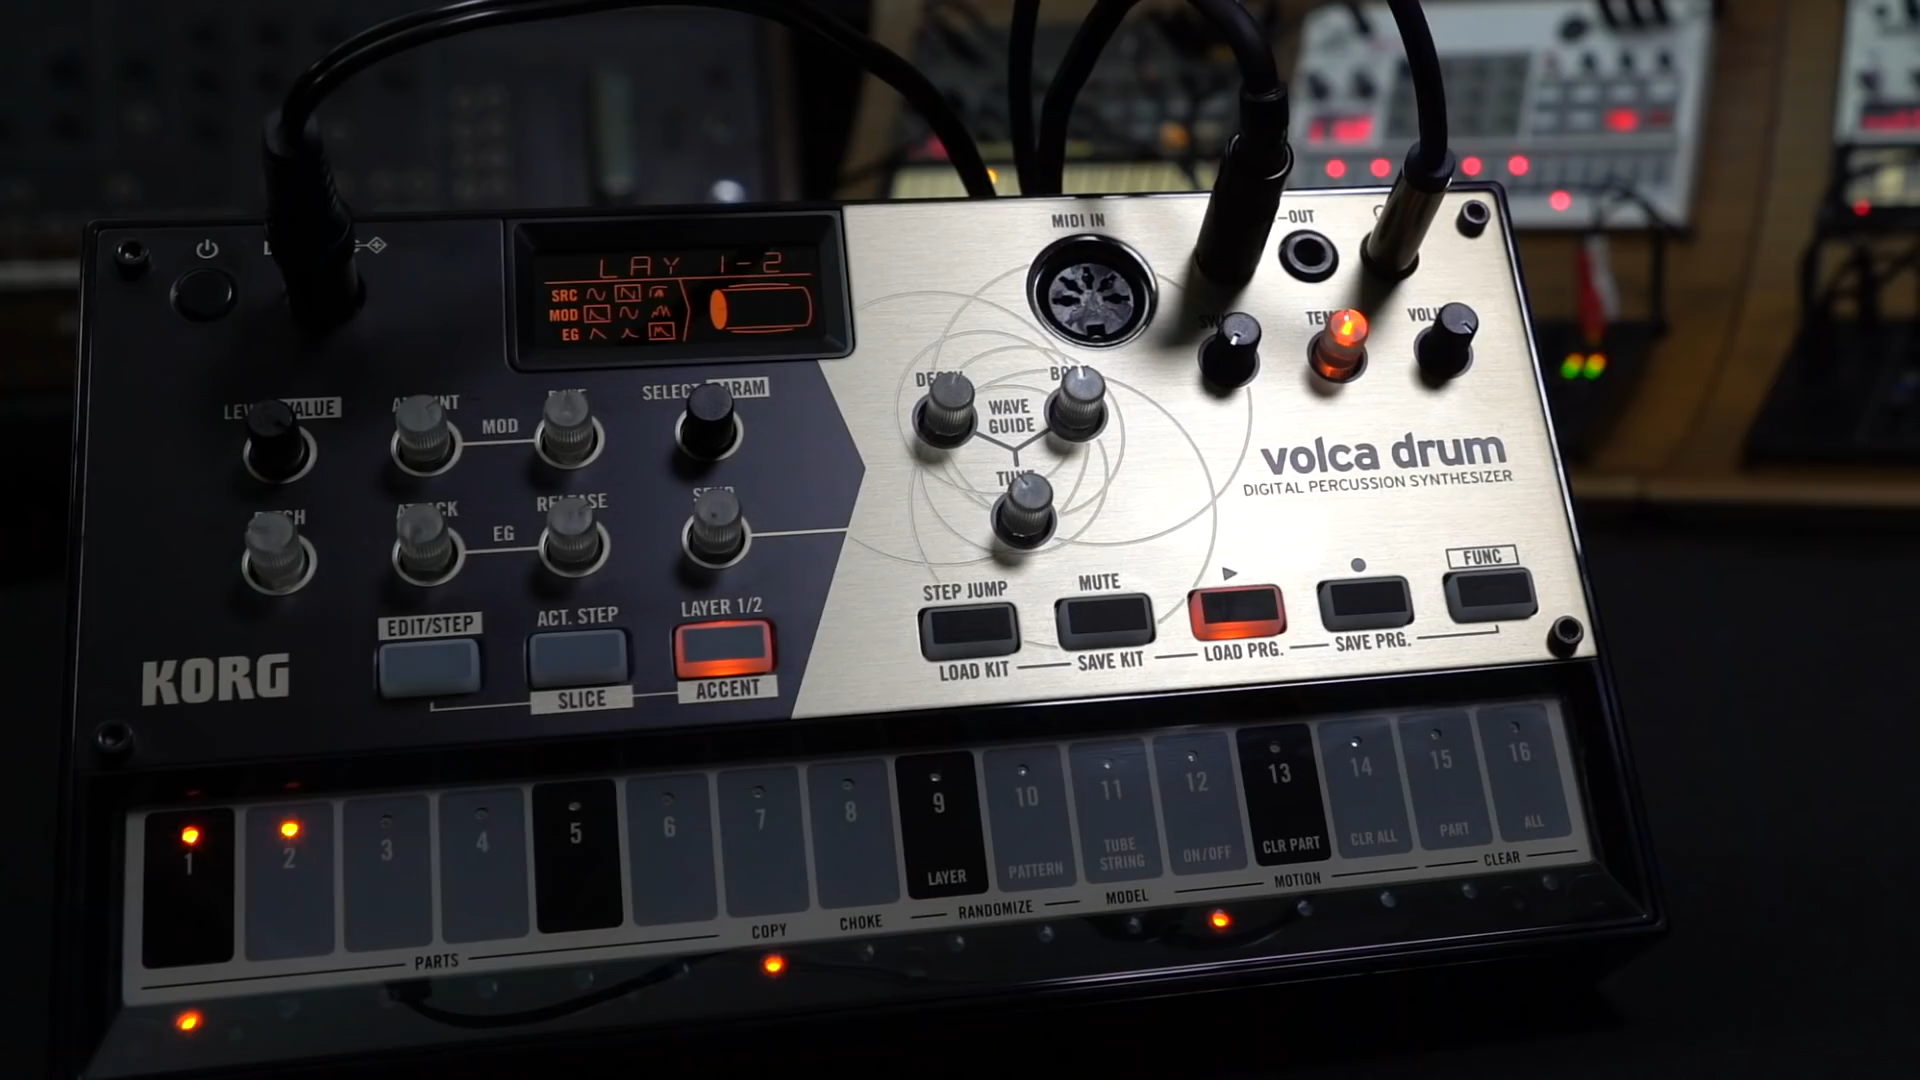 LAY 1-2
SRC
MOD
EG
MIDI IN
-OUT
VALUE
MOD
SELECT
WAVE
GUIDE
EG
volca drum
DIGITAL PERCUSSION SYNTHESIZER
KORG
EDIT/STEP
ACT. STEP
LAYER 1/2
SLICE
ACCENT
STEP JUMP
MUTE
FUNC
LOAD KIT
SAVE KIT
LOAD PRG.
SAVE PRG.
1
2
3
4
5
6
7
8
9
10
11
12
13
14
15
16
LAYER
PATTERN
TUBE
STRING
ON/OFF
CLR PART
CLR ALL
PART
ALL
PARTS
COPY
CHOKE
RANDOMIZE
MODEL
MOTION
CLEAR